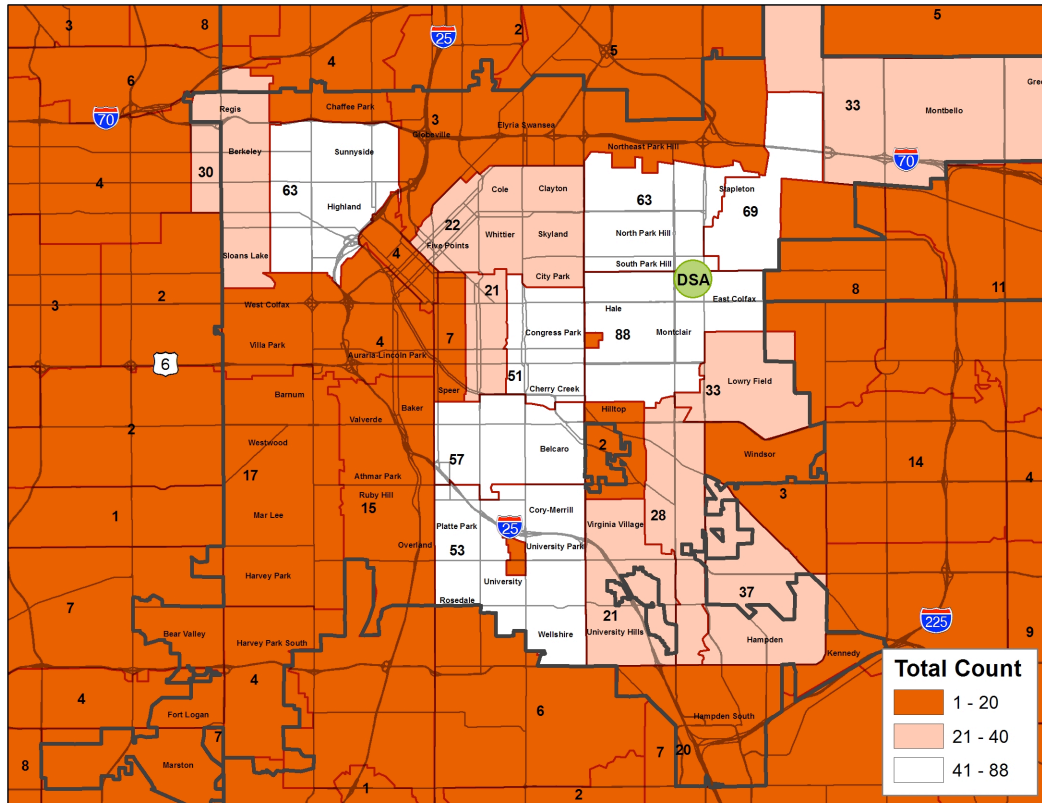 3
8
2
5
5
25
4
6
70
33
Montbello
Gre
Regis
Chaffee Park
3
Globeville
Elyria Swansea
Northeast Park Hill
70
Berkeley
Sunnyside
30
4
63
Highland
Cole
Clayton
22
Five Points
Whittier
Skyland
63
Stapleton
69
North Park Hill
4
Sloans Lake
South Park Hill
City Park
DSA
3
2
West Colfax
21
East Colfax
8
11
Hale
88
Montclair
Congress Park
4
7
6
Villa Park
Auraria-Lincoln Park
51
Cherry Creek
Speer
33
Lowry Field
Barnum
Baker
Valverde
Hilltop
2
Westwood
57
Belcaro
2
Windsor
14
17
Athmar Park
3
4
Ruby Hill
15
Mar Lee
1
Platte Park
Cory-Merrill
25
Virginia Village
28
Overland
53
University Park
7
Harvey Park
University
37
Rosedale
21
225
Bear Valley
Harvey Park South
Wellshire
University Hills
Hampden
9
Kennedy
4
4
Fort Logan
6
Hampden South
7
7
20
8
Marston
1
2
Total Count
1 - 20
21 - 40
41 - 88